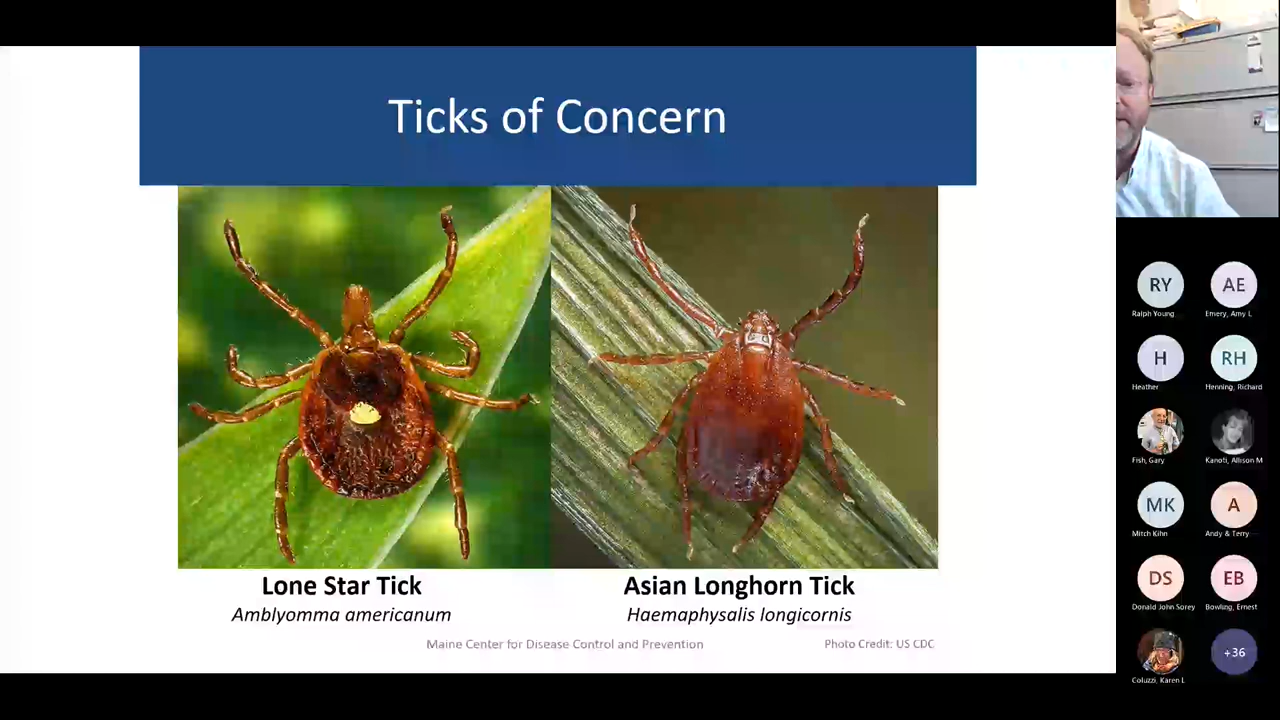 Ticks of Concern
Lone Star Tick
Amblyomma americanum
Asian Longhorn Tick
Haemaphysalis longicornis
Maine Center for Disease Control and Prevention
Photo Credit: US CDC
RY
Ralph Young
AE
Emery, Amy L
H
Heather
RH
Henning, Richard
Fish, Gary
Kanoti, Allison M
MK
Mitch Kihn
A
Andy & Terry
DS
Donald John Sorey
EB
Bowling, Ernest
Coluzzi, Karen L
+36